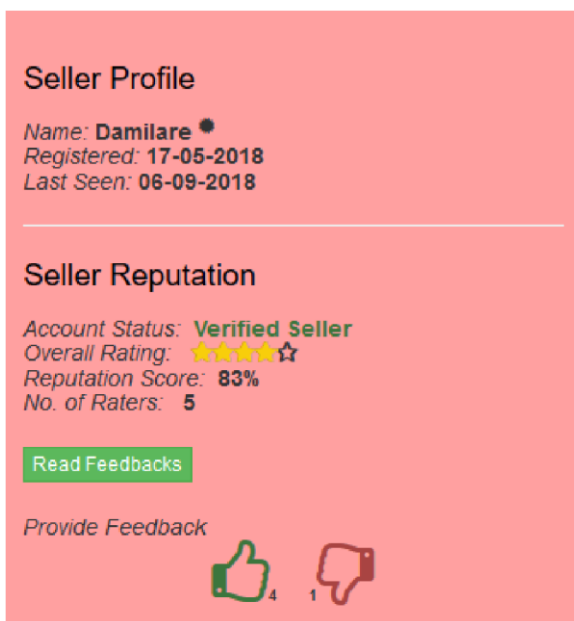 Seller Profile
Name: Damilare
Registered: 17-05-2018
Last Seen: 06-09-2018
Seller Reputation
Account Status: Verified Seller
Overall Rating:
Reputation Score: 83%
No. of Raters: 5
Read Feedbacks
Provide Feedback
4 1